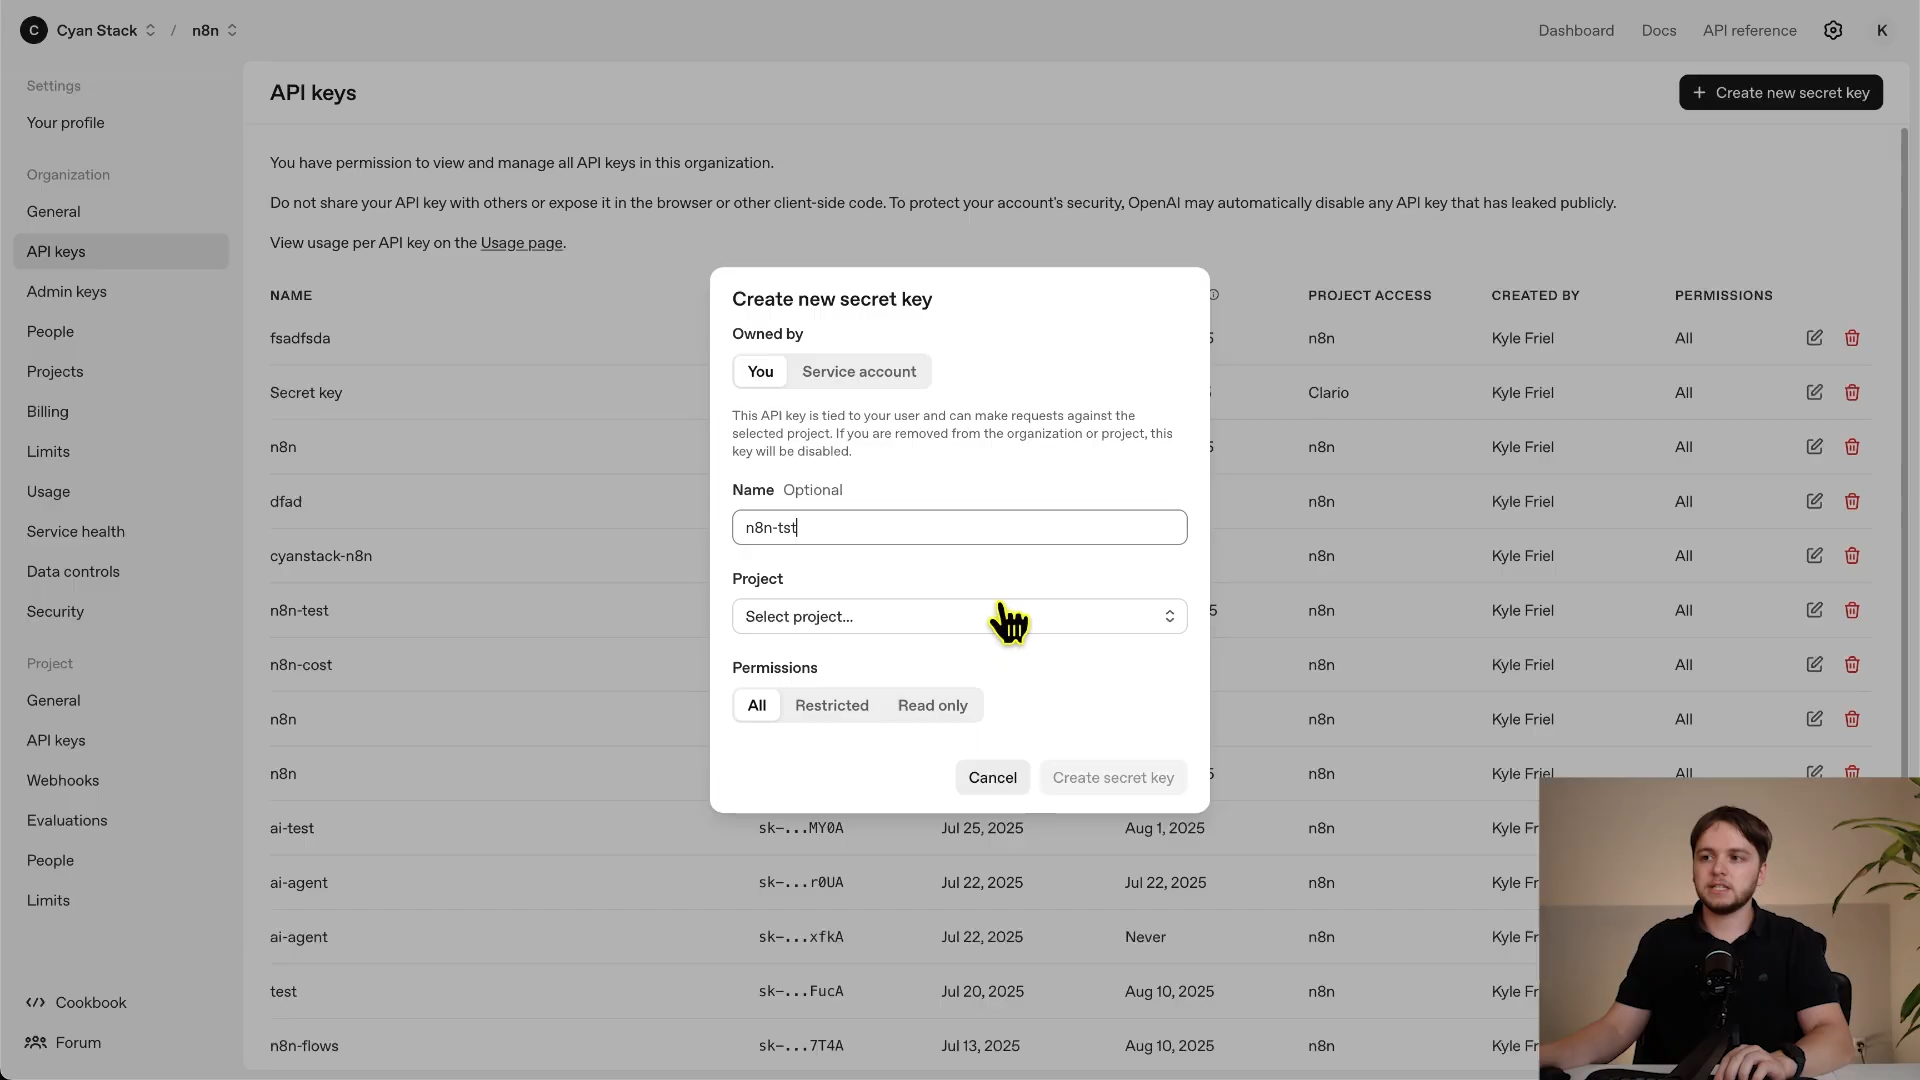 C Cyan Stack / n8n
Dashboard Docs API reference K
Settings
Your profile
Organization
General
API keys
Admin keys
People
Projects
Billing
Limits
Usage
Service health
Data controls
Security
Project
General
API keys
Webhooks
Evaluations
People
Limits
Cookbook
Forum
API keys
+ Create new secret key
You have permission to view and manage all API keys in this organization.
Do not share your API key with others or expose it in the browser or other client-side code. To protect your account's security, OpenAI may automatically disable any API key that has leaked publicly.
View usage per API key on the Usage page.
NAME PROJECT ACCESS CREATED BY PERMISSIONS
fsadfsda 5 n8n Kyle Friel All
Secret key Clario Kyle Friel All
n8n 5 n8n Kyle Friel All
dfad n8n Kyle Friel All
cyanstack-n8n n8n Kyle Friel All
n8n-test 5 n8n Kyle Friel All
n8n-cost n8n Kyle Friel All
n8n n8n Kyle Friel All
n8n 5 n8n Kyle Friel All
ai-test sk-...MY0A Jul 25, 2025 Aug 1, 2025 n8n Kyle Fr
ai-agent sk-...r0UA Jul 22, 2025 Jul 22, 2025 n8n Kyle Fr
ai-agent sk-...xfkA Jul 22, 2025 Never n8n Kyle Fr
test sk-...FucA Jul 20, 2025 Aug 10, 2025 n8n Kyle Fr
n8n-flows sk-...7T4A Jul 13, 2025 Aug 10, 2025 n8n Kyle Fr
Create new secret key
Owned by
You Service account
This API key is tied to your user and can make requests against the
selected project. If you are removed from the organization or project, this
key will be disabled.
Name Optional
n8n-tst
Project
Select project...
Permissions
All Restricted Read only
Cancel Create secret key